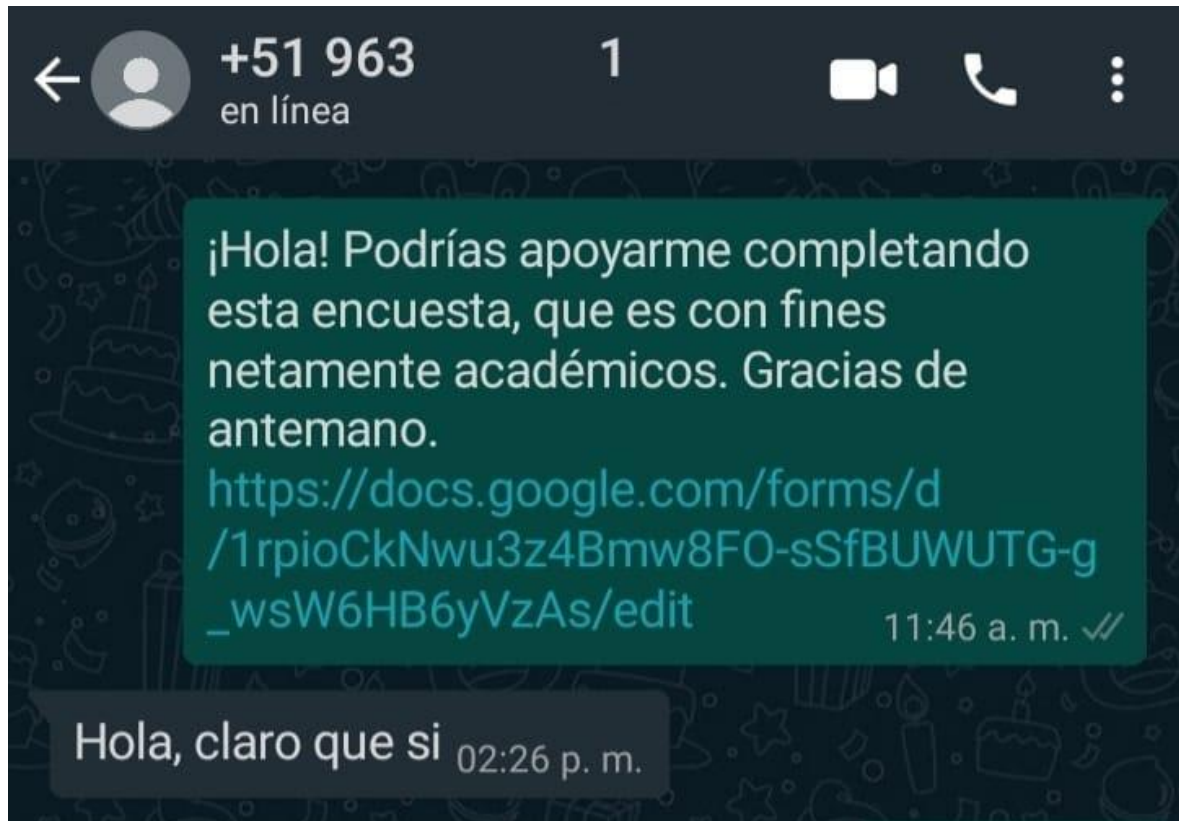 +51 963 1
en línea
¡Hola! Podrías apoyarme completando
esta encuesta, que es con fines
netamente académicos. Gracias de
antemano.
https://docs.google.com/forms/d
/1rpioCkNwu3z4Bmw8FO-sSfBUWUTG-g
_wsW6HB6yVzAs/edit
11:46 a. m.
Hola, claro que si 02:26 p. m.